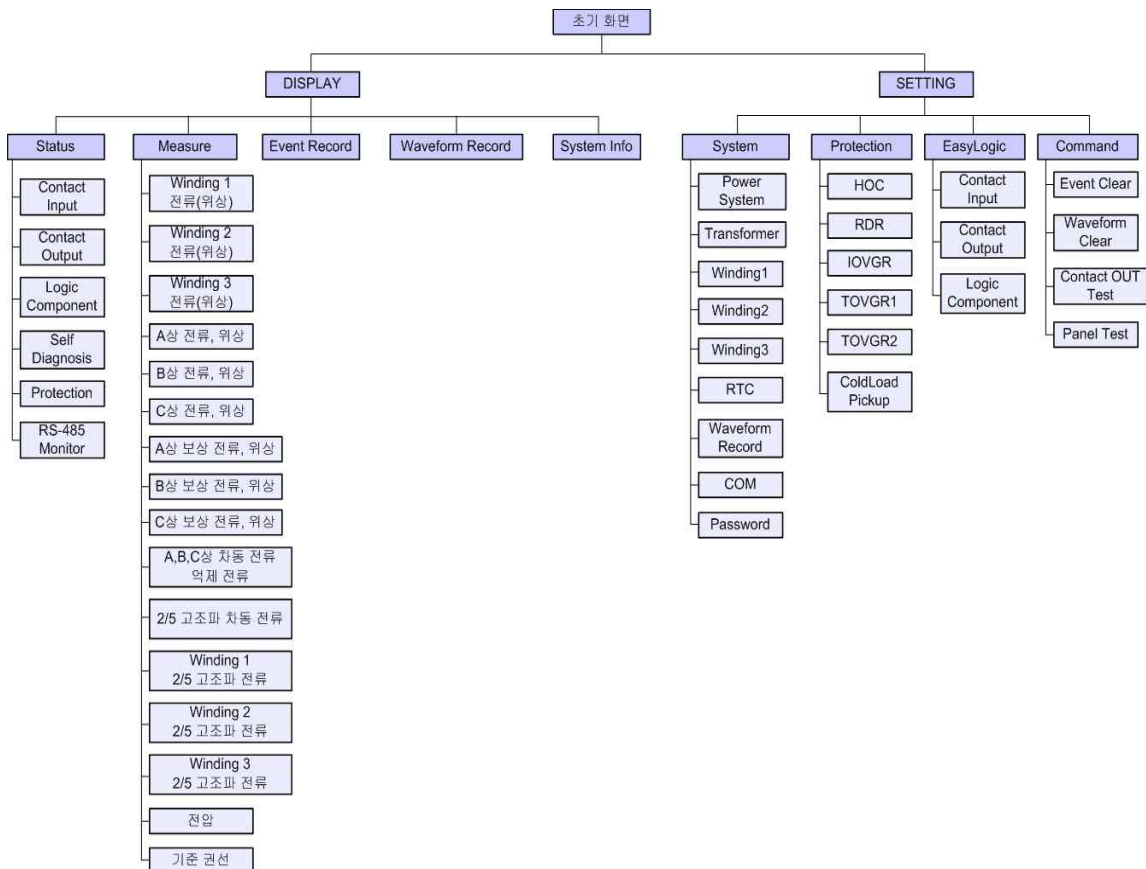 초기 화면
DISPLAY
SETTING
Status
Measure
Event Record
Waveform Record
System Info
System
Protection
EasyLogic
Command
Contact
Input
Contact
Output
Logic
Component
Self
Diagnosis
Protection
RS-485
Monitor
Winding 1
전류(위상)
Winding 2
전류(위상)
Winding 3
전류(위상)
A상 전류, 위상
B상 전류, 위상
C상 전류, 위상
A상 보상 전류, 위상
B상 보상 전류, 위상
C상 보상 전류, 위상
A,B,C상 차동 전류
억제 전류
2/5 고조파 차동 전류
Winding 1
2/5 고조파 전류
Winding 2
2/5 고조파 전류
Winding 3
2/5 고조파 전류
전압
기준 권선
Power
System
Transformer
Winding1
Winding2
Winding3
RTC
Waveform
Record
COM
Password
HOC
RDR
IOVGR
TOVGR1
TOVGR2
ColdLoad
Pickup
Contact
Input
Contact
Output
Logic
Component
Event Clear
Waveform
Clear
Contact OUT
Test
Panel Test